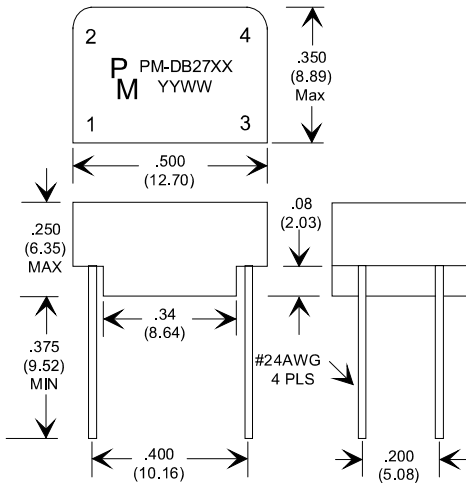 2 4
PM PM-DB27XX
YYWW
1 3
.350
(8.89)
Max
.500
(12.70)
.250
(6.35)
MAX
.08
(2.03)
.34
(8.64)
.375
(9.52)
MIN
#24AWG
4 PLS
.400
(10.16)
.200
(5.08)